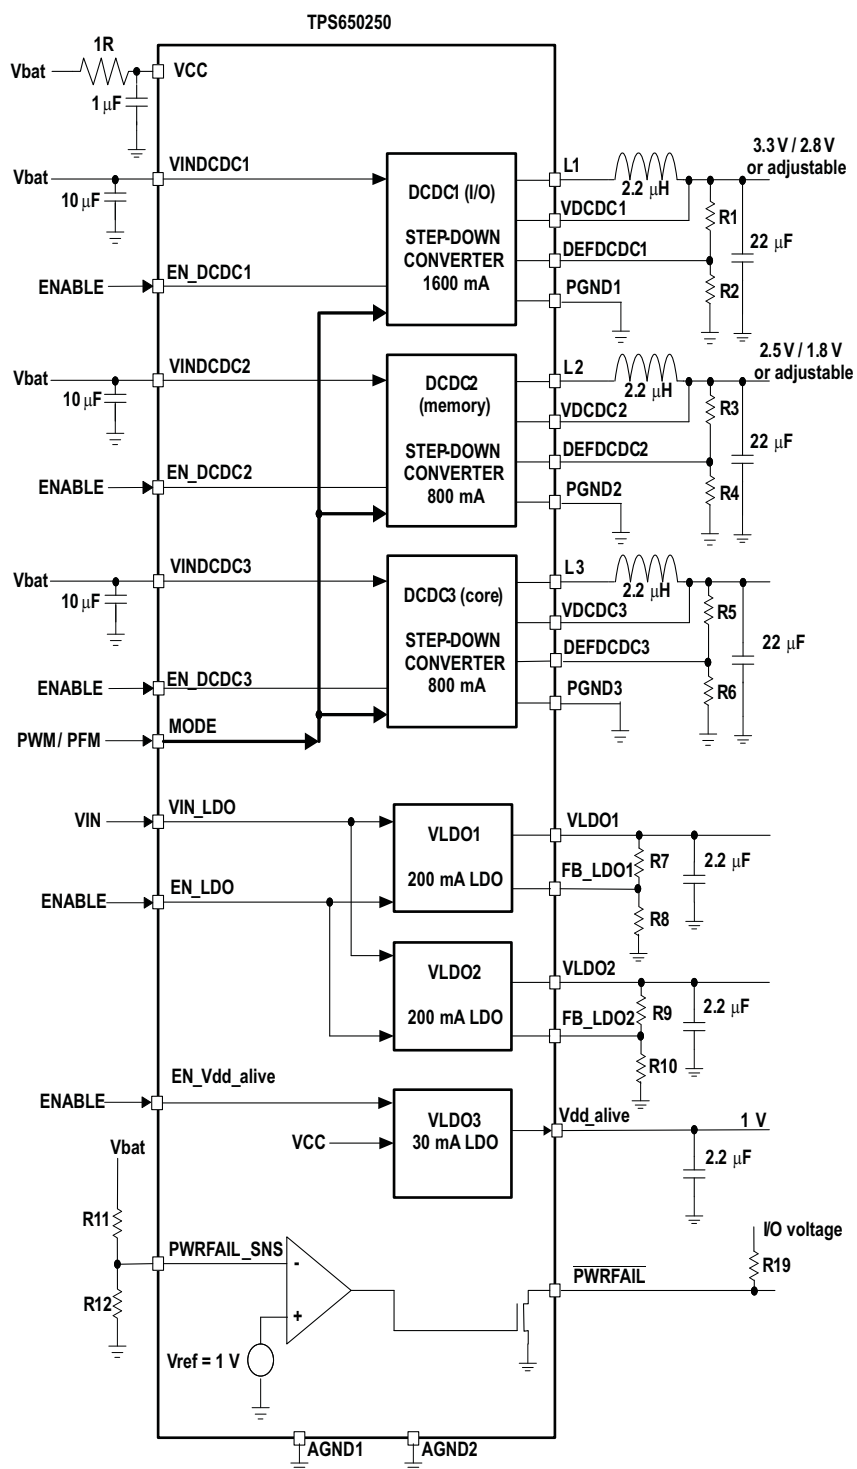 TPS650250
1R
Vbat
VCC
1 μF
Vbat
VINDCDC1
10 μF
ENABLE
EN_DCDC1
DCDC1 (I/O)
STEP-DOWN
CONVERTER
1600 mA
L1
2.2 μH
3.3 V / 2.8 V
or adjustable
VDCDC1
R1
DEFDCDC1
22 μF
R2
PGND1
Vbat
VINDCDC2
10 μF
ENABLE
EN_DCDC2
DCDC2
(memory)
STEP-DOWN
CONVERTER
800 mA
L2
2.2 μH
2.5 V / 1.8 V
or adjustable
VDCDC2
R3
DEFDCDC2
22 μF
R4
PGND2
Vbat
VINDCDC3
10 μF
ENABLE
EN_DCDC3
PWM / PFM
MODE
DCDC3 (core)
STEP-DOWN
CONVERTER
800 mA
L3
2.2 μH
VDCDC3
R5
DEFDCDC3
22 μF
R6
PGND3
VIN
VIN_LDO
ENABLE
EN_LDO
VLDO1
200 mA LDO
VLDO1
R7
2.2 μF
FB_LDO1
R8
VLDO2
200 mA LDO
VLDO2
R9
2.2 μF
FB_LDO2
R10
ENABLE
EN_Vdd_alive
VCC
VLDO3
30 mA LDO
Vdd_alive
1 V
2.2 μF
Vbat
R11
PWRFAIL_SNS
R12
-
+
Vref = 1 V
PWRFAIL
I/O voltage
R19
AGND1
AGND2